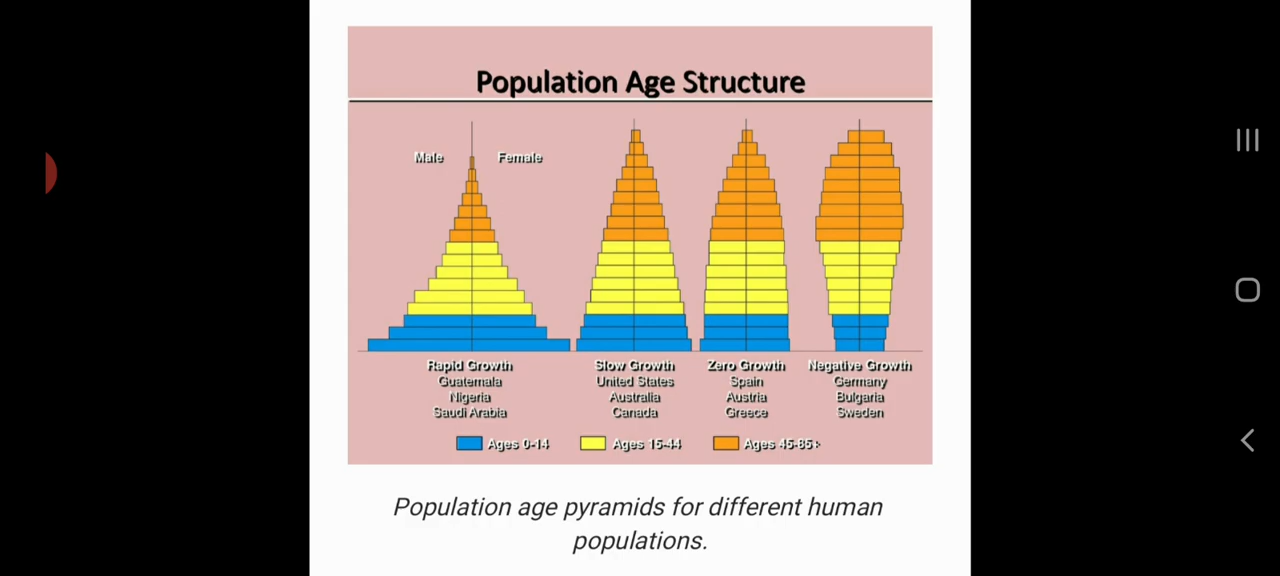 Population Age Structure
Male Female
Rapid Growth
Guatemala
Nigeria
Saudi Arabia
Slow Growth
United States
Australia
Canada
Zero Growth
Spain
Austria
Greece
Negative Growth
Germany
Bulgaria
Sweden
Ages 0-14 Ages 15-44 Ages 45-85+
Population age pyramids for different human
populations.